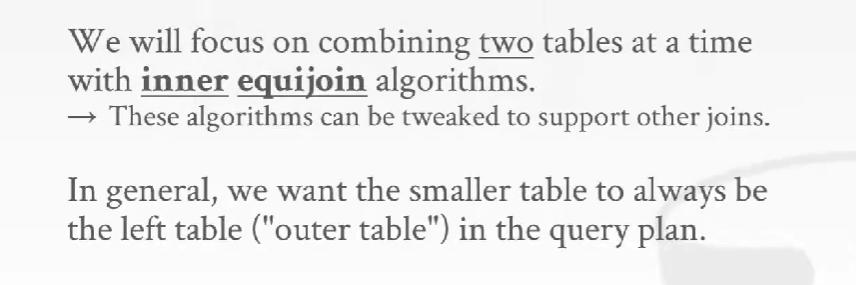 We will focus on combining two tables at a time
with inner equijoin algorithms.
→ These algorithms can be tweaked to support other joins.
In general, we want the smaller table to always be
the left table ("outer table") in the query plan.